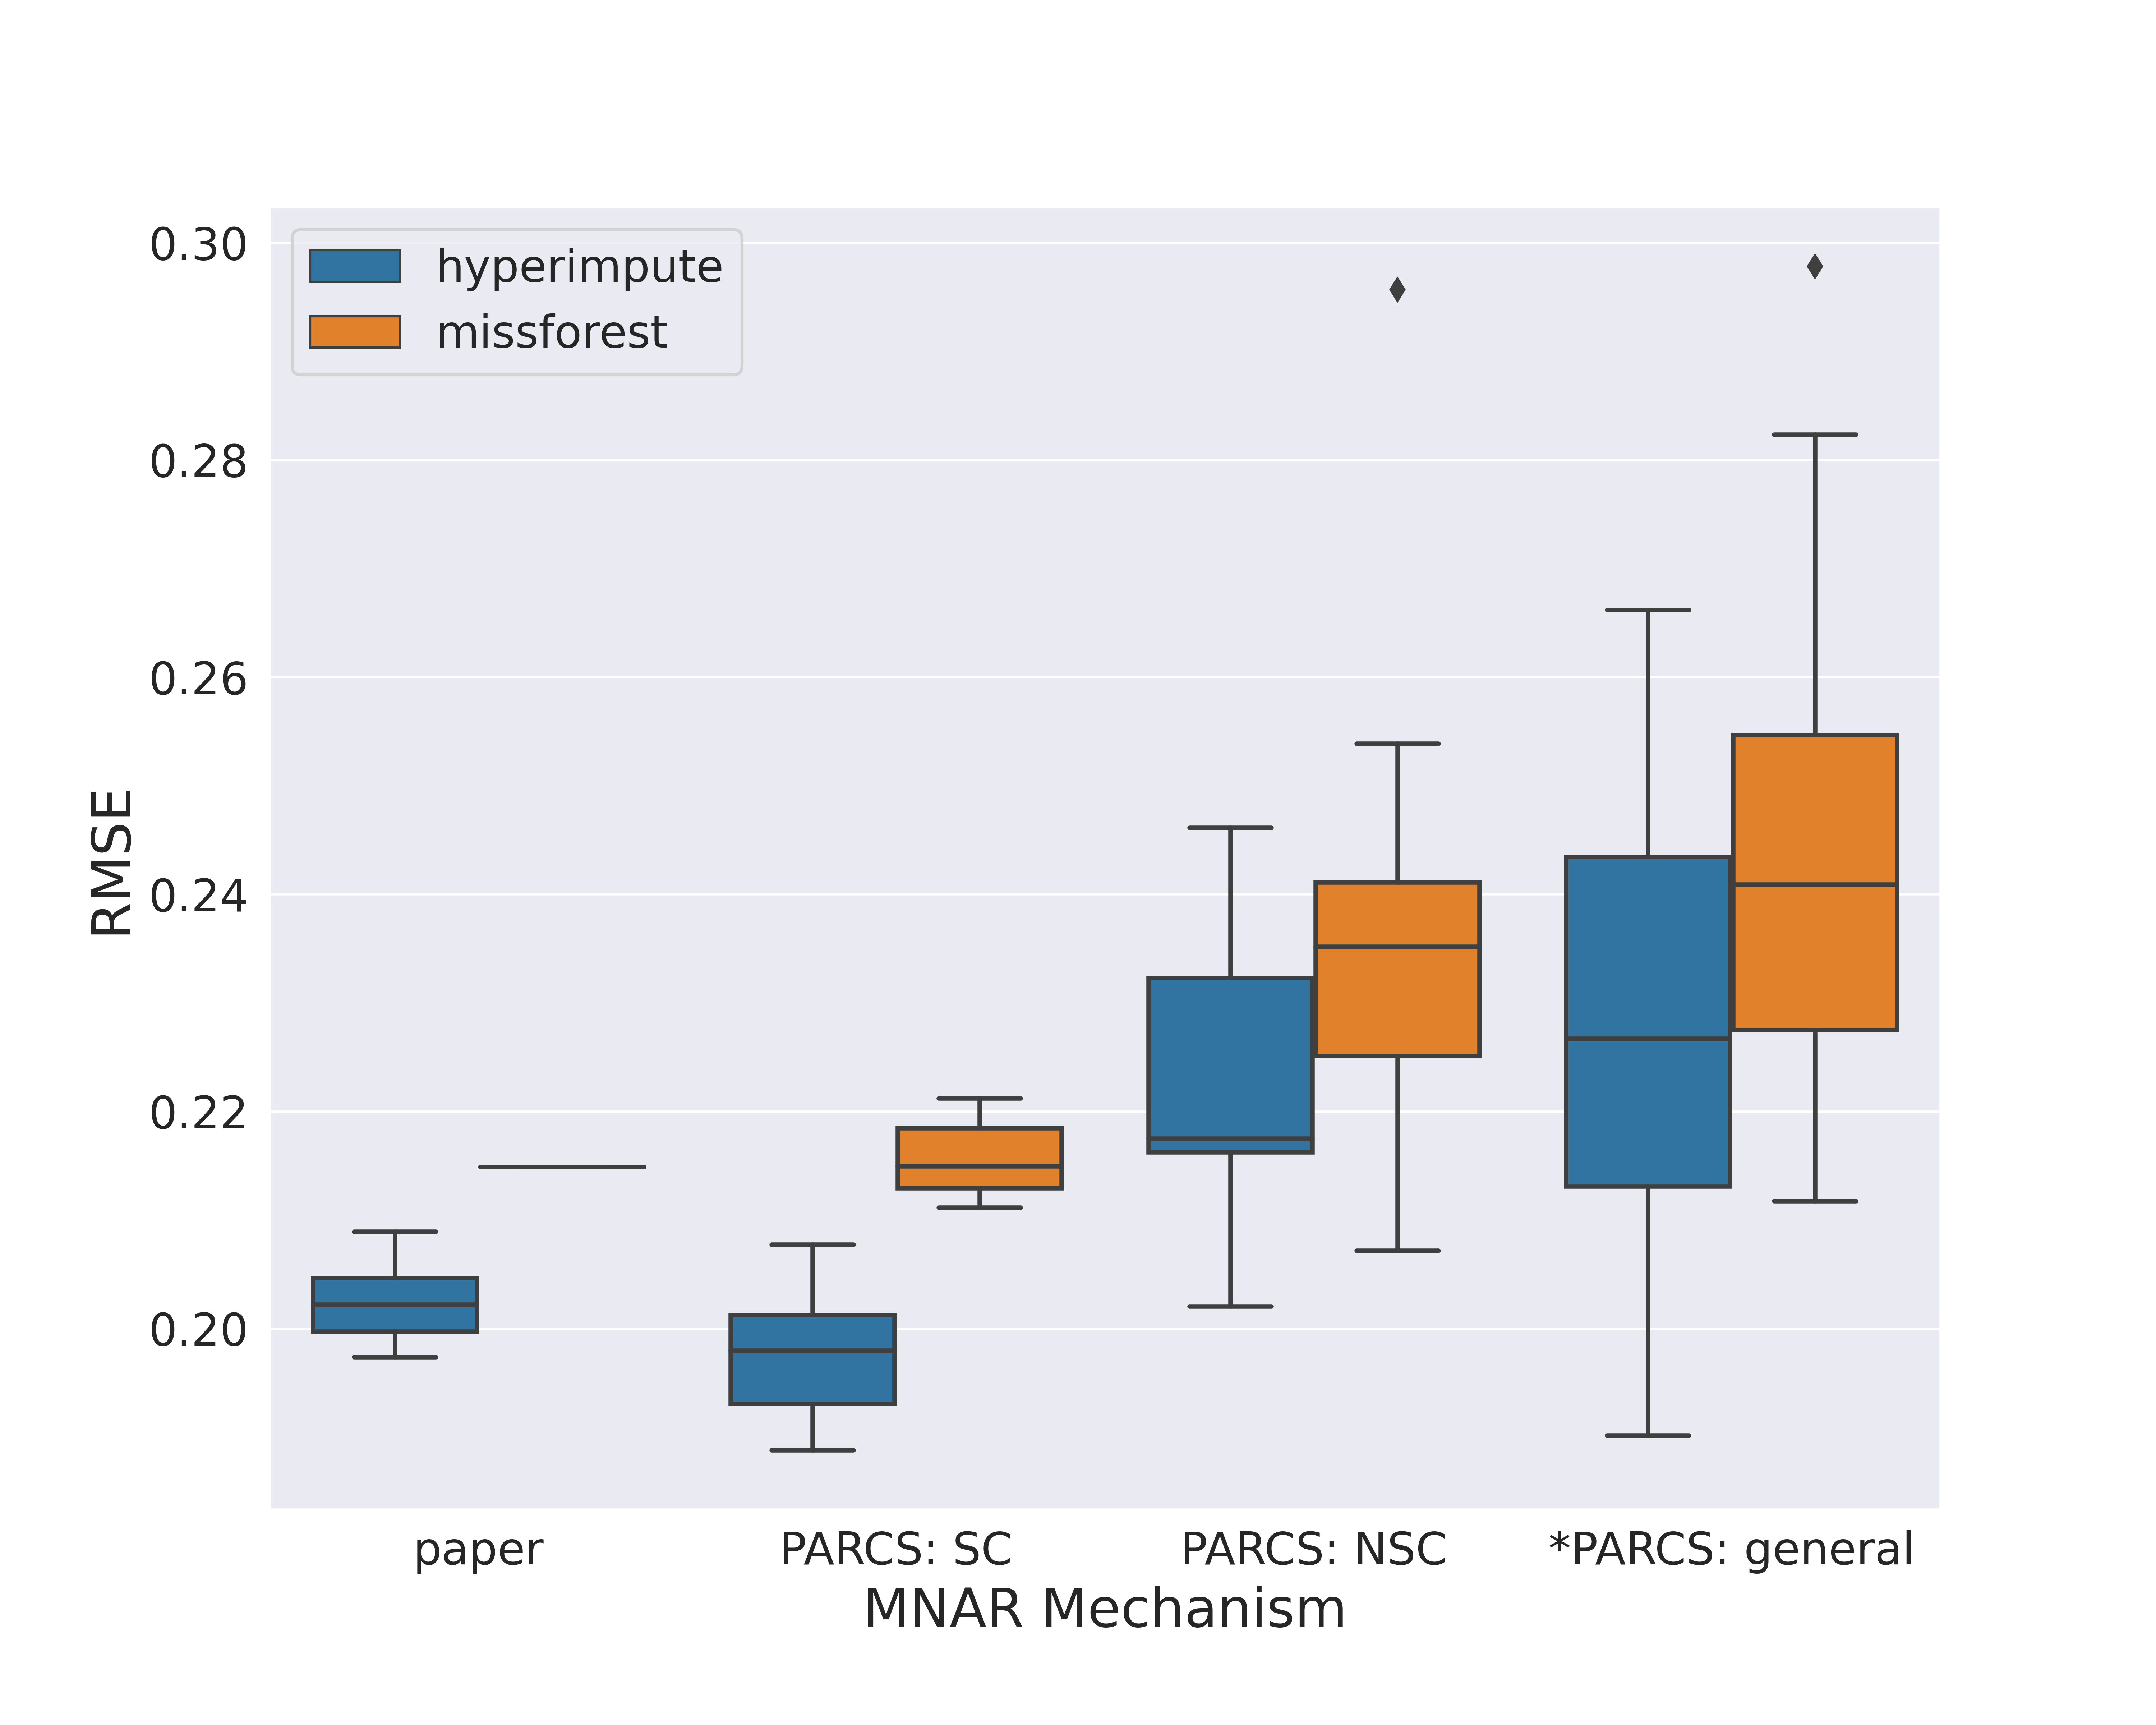 hyperimpute
missforest
0.30
0.28
0.26
0.24
0.22
0.20
RMSE
paper
PARCS: SC
PARCS: NSC
*PARCS: general
MNAR Mechanism